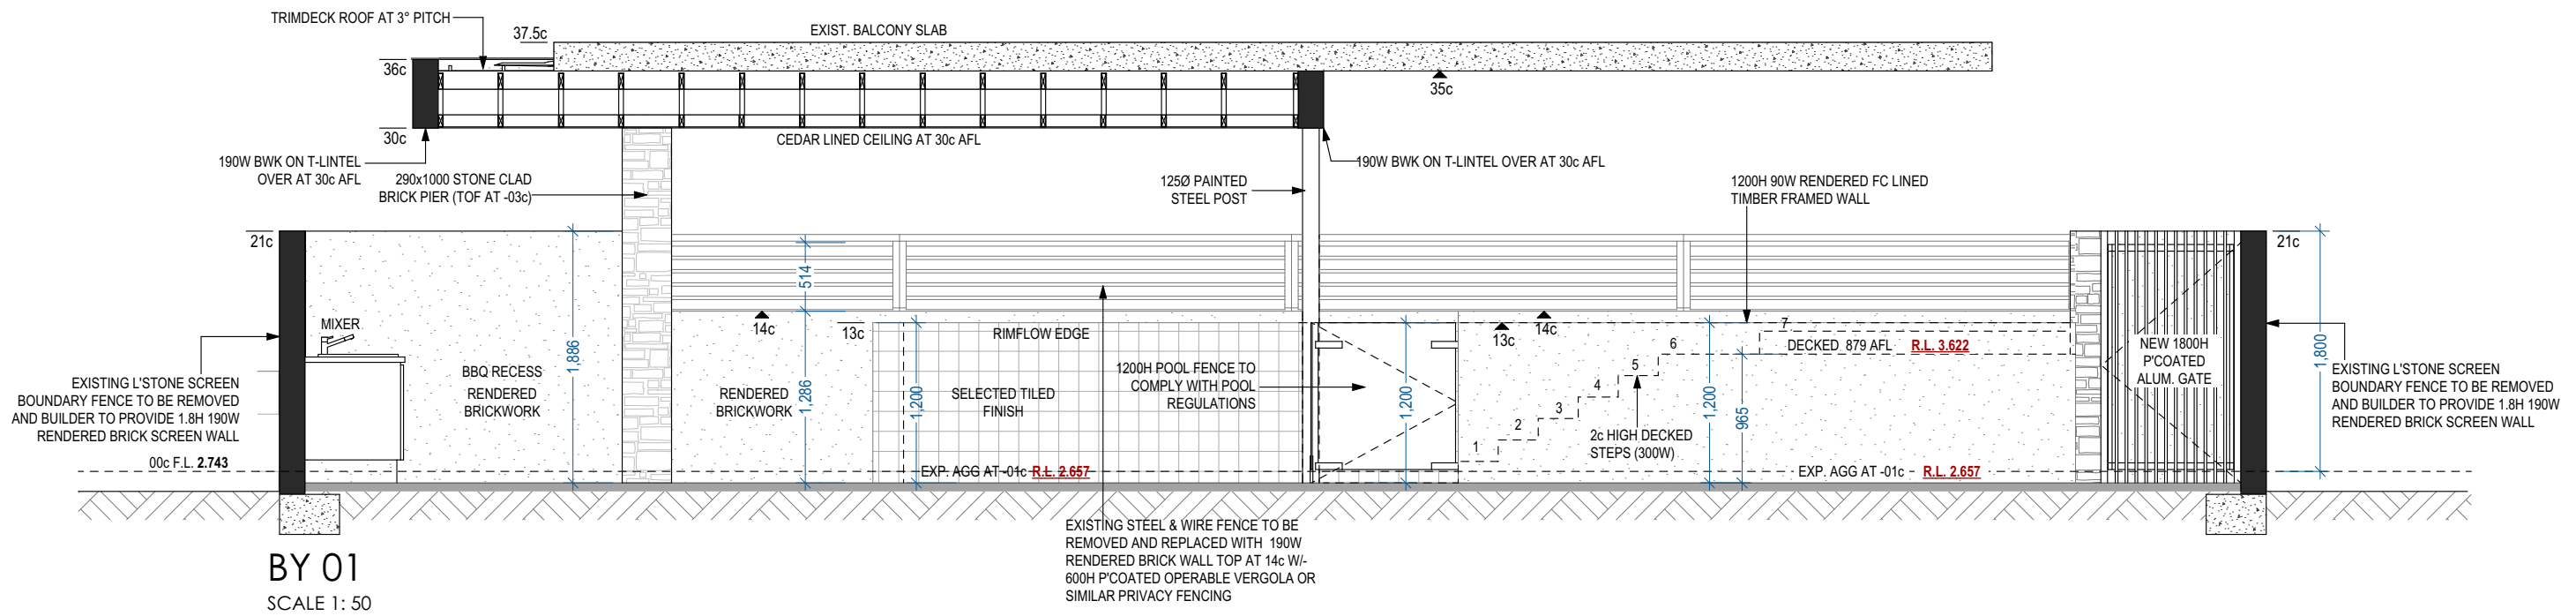 TRIMDECK ROOF AT 3° PITCH
37.5c
EXIST. BALCONY SLAB
36c
35c
30c
CEDAR LINED CEILING AT 30c AFL
190W BWK ON T-LINTEL
OVER AT 30c AFL
290x1000 STONE CLAD
BRICK PIER (TOF AT -03c)
125Ø PAINTED
STEEL POST
190W BWK ON T-LINTEL OVER AT 30c AFL
1200H 90W RENDERED FC LINED
TIMBER FRAMED WALL
21c
21c
514
14c
13c
RIMFLOW EDGE
13c
14c
7
MIXER
1,886
BBQ RECESS
RENDERED
BRICKWORK
RENDERED
BRICKWORK
1,286
1,200
SELECTED TILED
FINISH
1200H POOL FENCE TO
COMPLY WITH POOL
REGULATIONS
1,200
1
2
3
4
5
6
2c HIGH DECKED
STEPS (300W)
1,200
965
DECKED 879 AFL R.L. 3.622
NEW 1800H
P'COATED
ALUM. GATE
1,800
EXISTING L'STONE SCREEN
BOUNDARY FENCE TO BE REMOVED
AND BUILDER TO PROVIDE 1.8H 190W
RENDERED BRICK SCREEN WALL
EXISTING L'STONE SCREEN
BOUNDARY FENCE TO BE REMOVED
AND BUILDER TO PROVIDE 1.8H 190W
RENDERED BRICK SCREEN WALL
00c F.L. 2.743
EXP. AGG AT -01c R.L. 2.657
EXP. AGG AT -01c R.L. 2.657
EXISTING STEEL & WIRE FENCE TO BE
REMOVED AND REPLACED WITH 190W
RENDERED BRICK WALL TOP AT 14c W/-
600H P'COATED OPERABLE VERGOLA OR
SIMILAR PRIVACY FENCING
BY 01
SCALE 1: 50